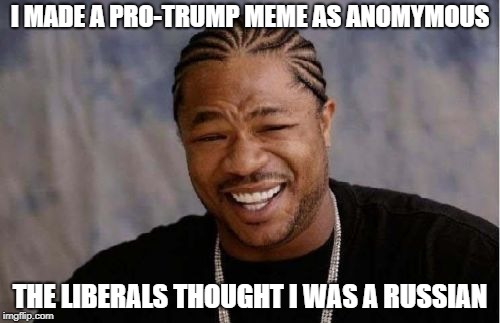 I MADE A PRO-TRUMP MEME AS ANOMYMOUS
THE LIBERALS THOUGHT I WAS A RUSSIAN
imgflip.com